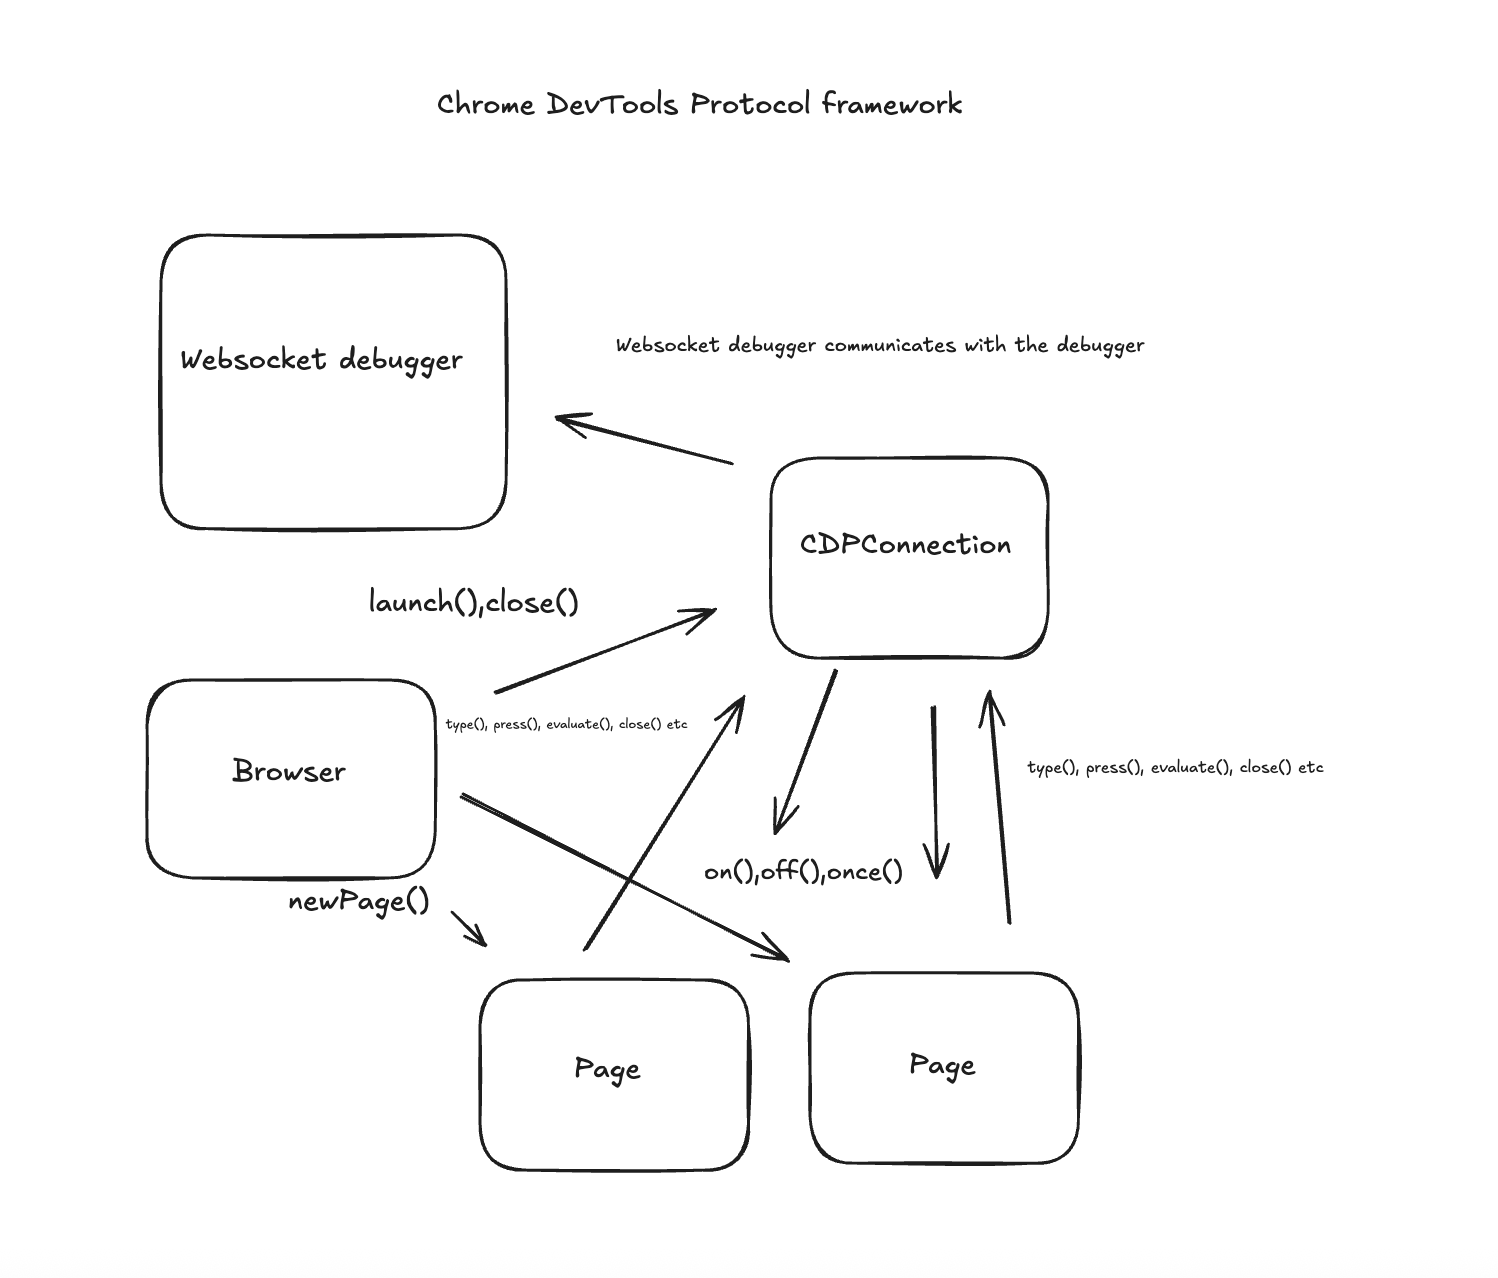 Chrome DevTools Protocol framework
Websocket debugger communicates with the debugger
Websocket debugger
CDPConnection
launch(),close()
type(), press(), evaluate(), close() etc
Browser
type(), press(), evaluate(), close() etc
on(),off(),once()
newPage()
Page
Page